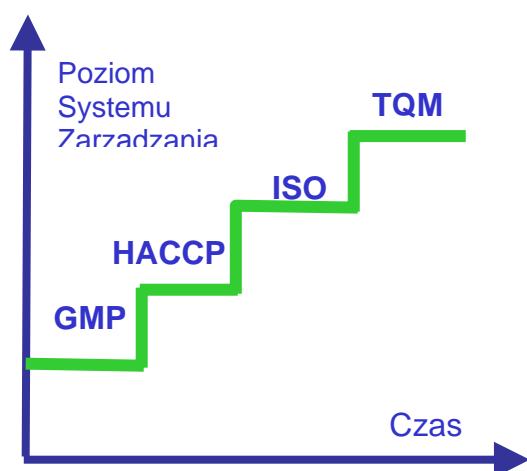 Poziom
Systemu
Zarzadzania
TQM
ISO
HACCP
GMP
Czas